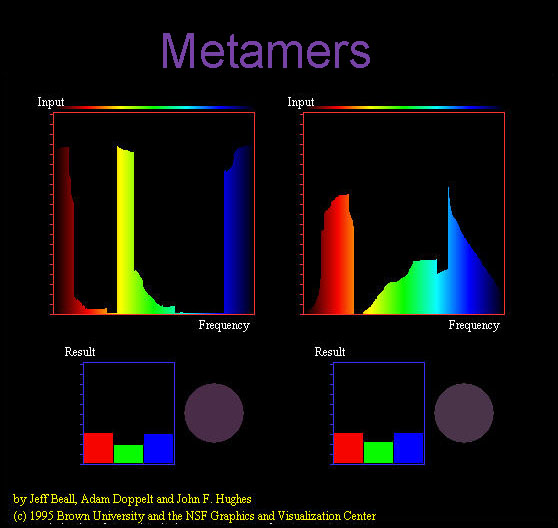 Metamers
Input
Input
Frequency
Frequency
Result
Result
by Jeff Beall, Adam Doppelt and John F. Hughes
(c) 1995 Brown University and the NSF Graphics and Visualization Center